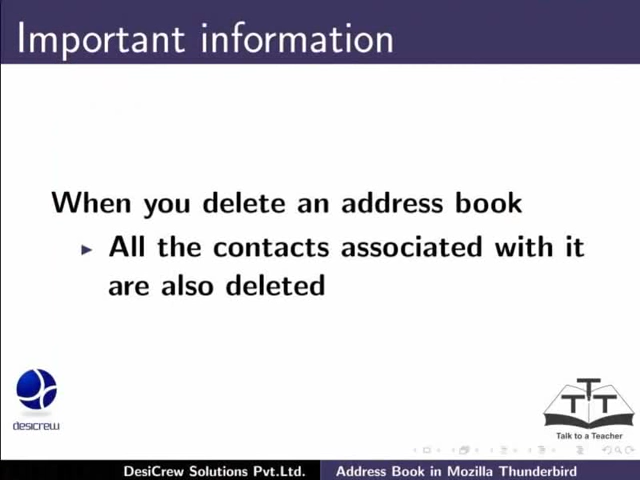 Important information
When you delete an address book
All the contacts associated with it
are also deleted
desicrew
T T T
Talk to a Teacher
DesiCrew Solutions Pvt.Ltd.
Address Book in Mozilla Thunderbird